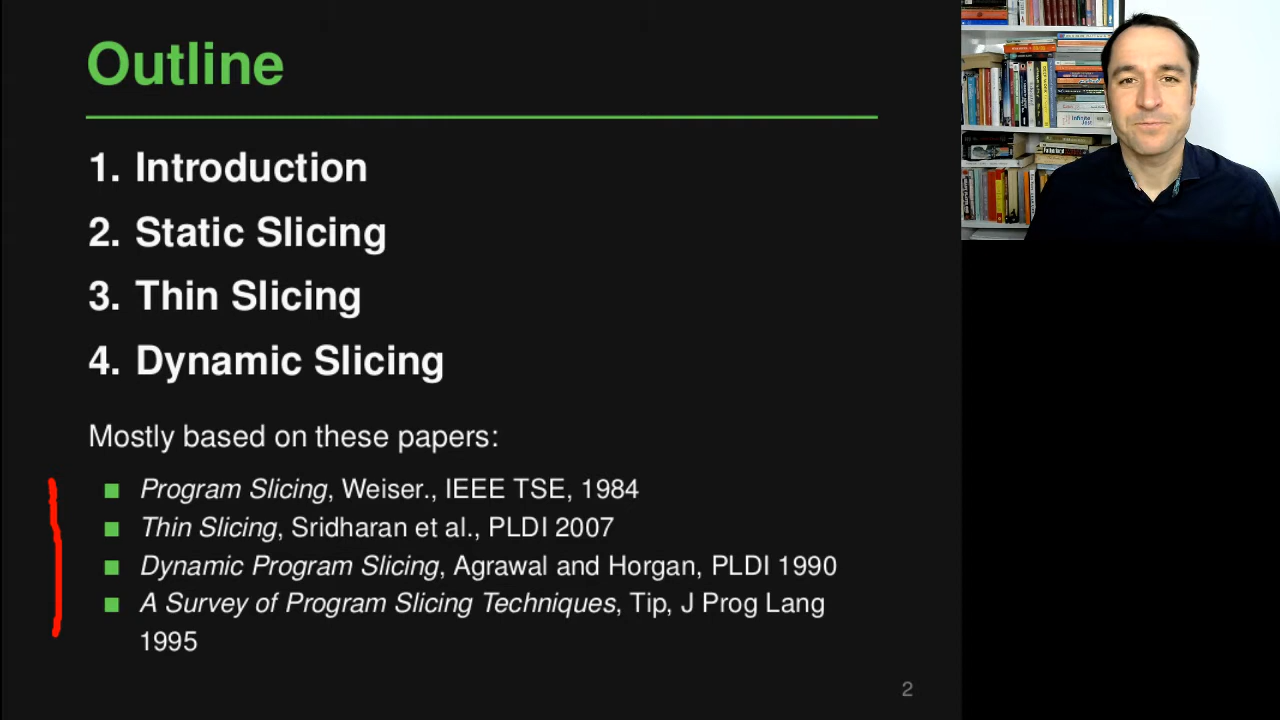 Outline
1. Introduction
2. Static Slicing
3. Thin Slicing
4. Dynamic Slicing
Mostly based on these papers:
Program Slicing, Weiser., IEEE TSE, 1984
Thin Slicing, Sridharan et al., PLDI 2007
Dynamic Program Slicing, Agrawal and Horgan, PLDI 1990
A Survey of Program Slicing Techniques, Tip, J Prog Lang
1995
2
Infinite
Jest